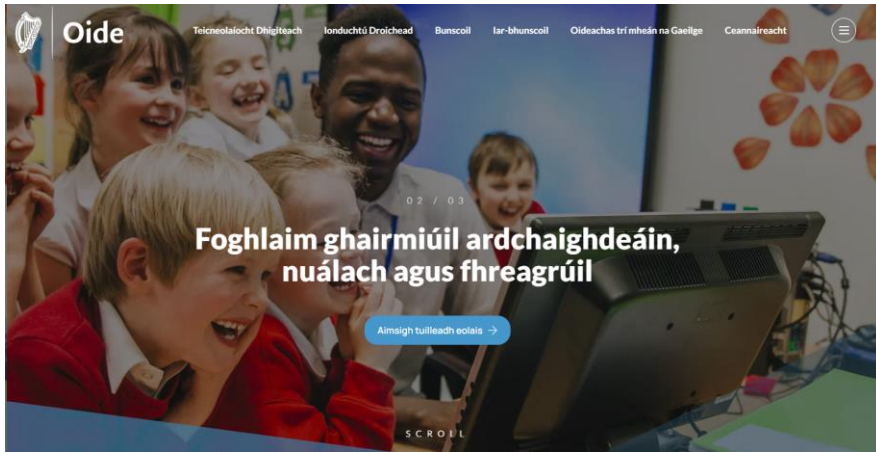 Oide
Teicneolaíocht Dhigiteach Ionduchtú Droichead Bunscoil Iar-bhunscoil Oideachas trí mheán na Gaeilge Ceannaireacht
02 / 03
Foghlaim ghairmiúil ardchaighdeáin,
nuálach agus fhreagrúil
Aimsigh tuilleadh eolais →
SCROLL